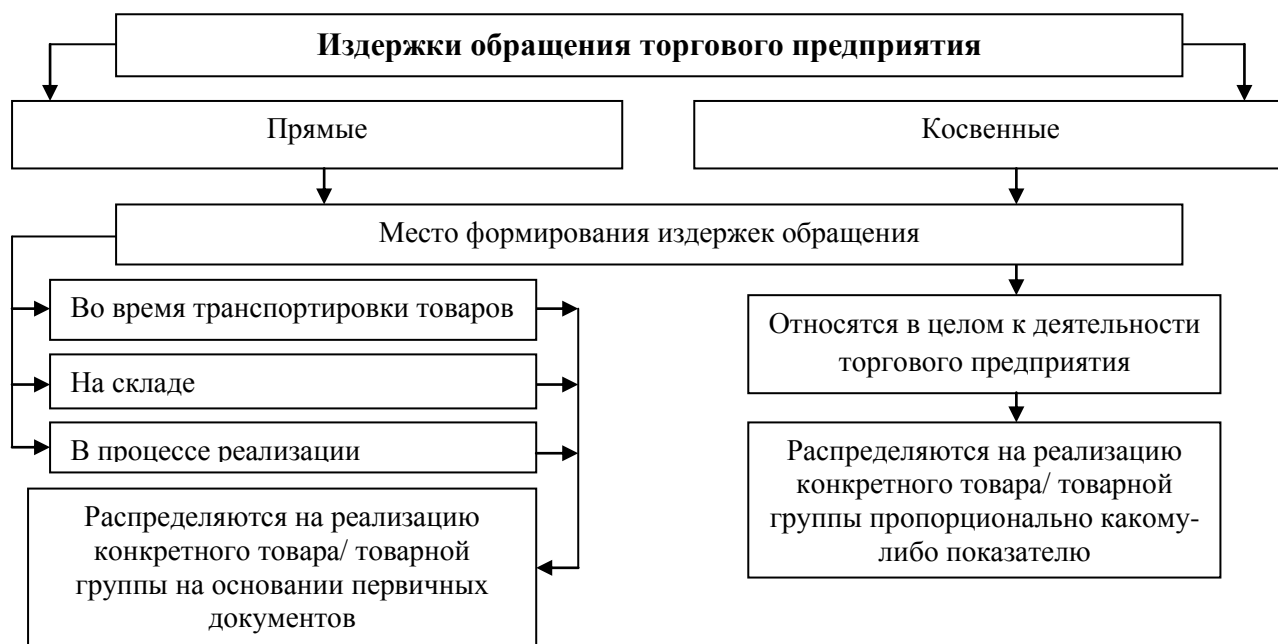 Издержки обращения торгового предприятия
Прямые
Косвенные
Место формирования издержек обращения
Во время транспортировки товаров
На складе
В процессе реализации
Распределяются на реализацию
конкретного товара/ товарной
группы на основании первичных
документов
Относятся в целом к деятельности
торгового предприятия
Распределяются на реализацию
конкретного товара/ товарной
группы пропорционально какому-
либо показателю